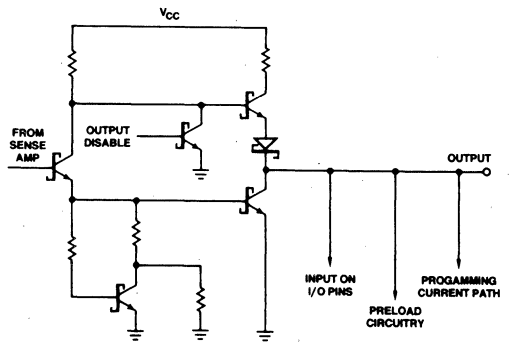 VCC
FROM
SENSE
AMP
OUTPUT
DISABLE
OUTPUT
INPUT ON
I/O PINS
PRELOAD
CIRCUITRY
PROGAMMING
CURRENT PATH